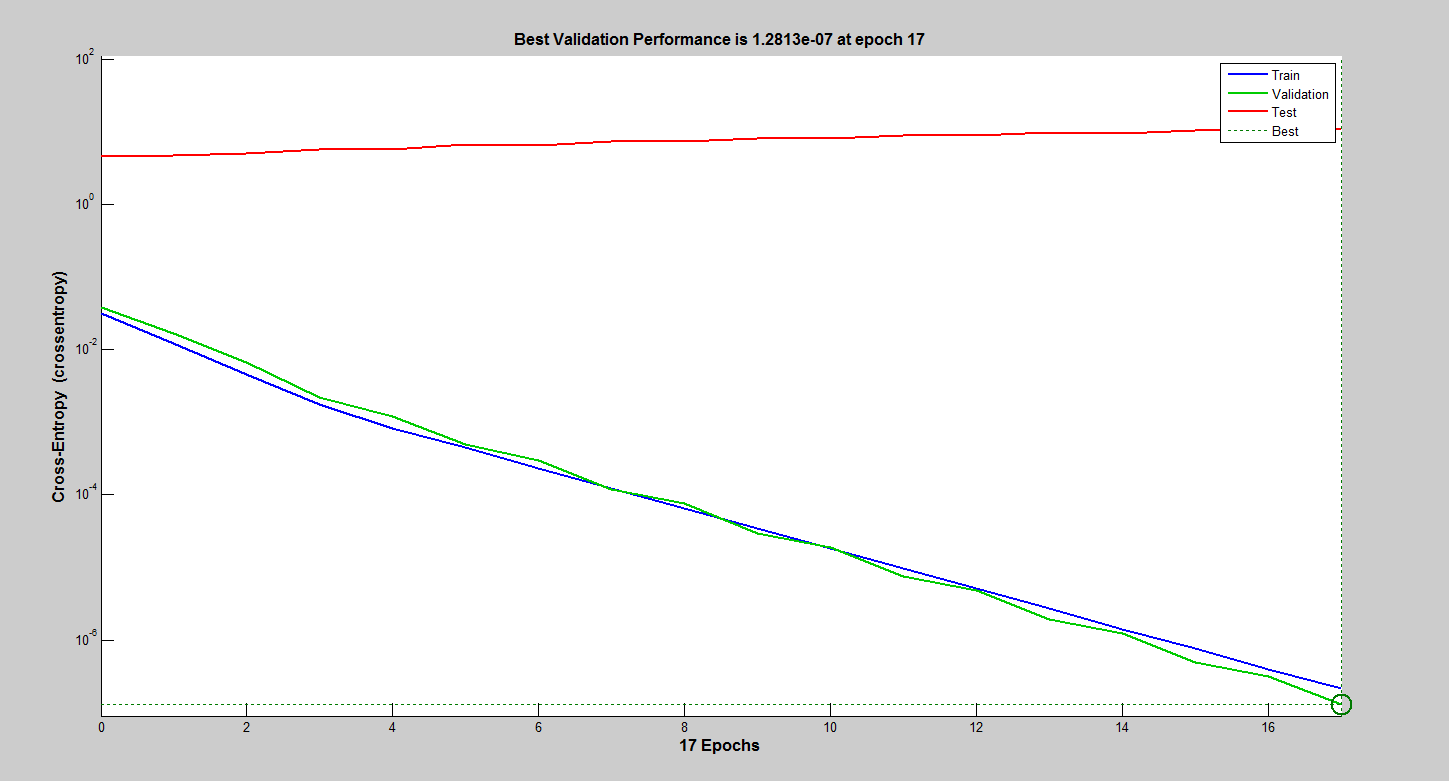 Best Validation Performance is 1.2813e-07 at epoch 17
10^2
10^0
10^-2
10^-4
10^-6
Cross-Entropy (crossentropy)
Train
Validation
Test
Best
0 2 4 6 8 10 12 14 16
17 Epochs